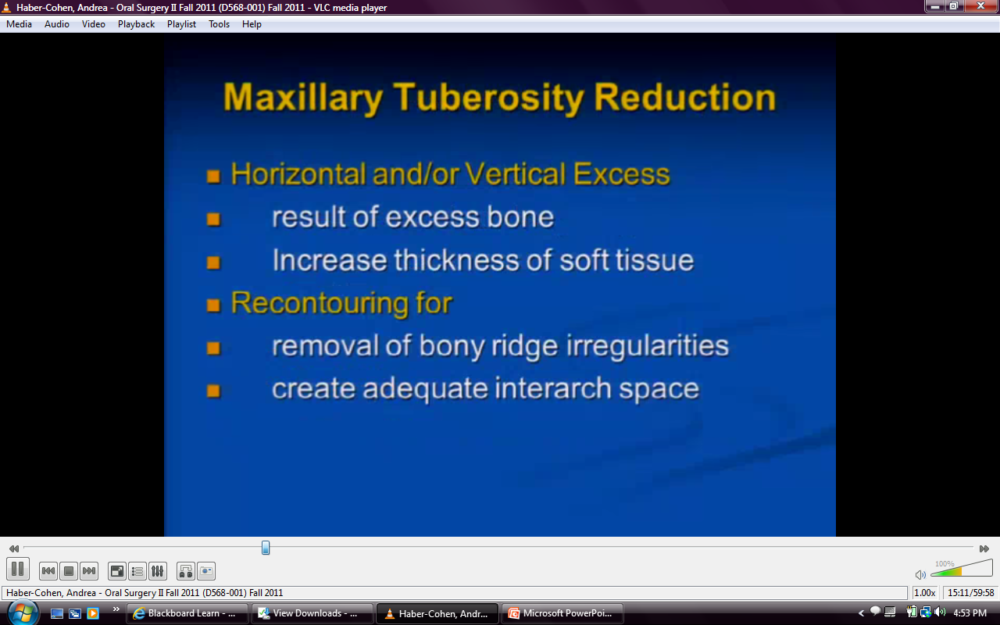 Haber-Cohen, Andrea - Oral Surgery II Fall 2011 (D568-001) Fall 2011 - VLC media player
Media Audio Video Playback Playlist Tools Help
Maxillary Tuberosity Reduction
Horizontal and/or Vertical Excess
result of excess bone
Increase thickness of soft tissue
Recontouring for
removal of bony ridge irregularities
create adequate interarch space
100%
Haber-Cohen, Andrea - Oral Surgery II Fall 2011 (D568-001) Fall 2011 1.00x 15:11/59:58
» Blackboard Learn - ... View Downloads - ... Haber-Cohen, Andr... Microsoft PowerPoi... 4:53 PM